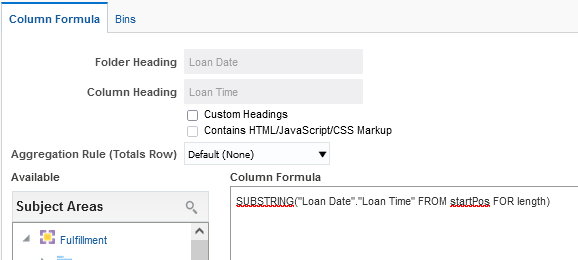 Column Formula Bins
Folder Heading Loan Date
Column Heading Loan Time
Custom Headings
Contains HTML/JavaScript/CSS Markup
Aggregation Rule (Totals Row) Default (None)
Available Column Formula
Subject Areas
SUBSTRING("Loan Date"."Loan Time" FROM startPos FOR length)
Fulfillment